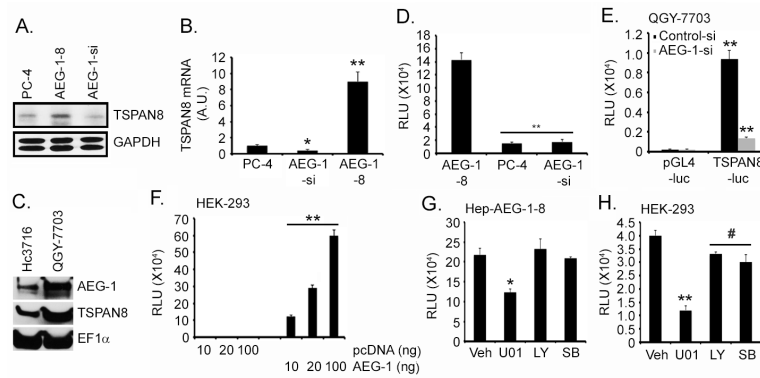 A.
PC-4
AEG-1-8
AEG-1-si
TSPAN8
GAPDH
B.
TSPAN8 mRNA
(A.U.)
12
10
8
6
4
2
0
*
**
PC-4
AEG-1
-si
AEG-1
-8
C.
Hc3716
QGY-7703
AEG-1
TSPAN8
EF1α
D.
RLU (X10⁴)
18
16
14
12
10
8
6
4
2
0
**
AEG-1
-8
PC-4
AEG-1
-si
E.
QGY-7703
Control-si
AEG-1-si
RLU (X10⁴)
1.2
1
0.8
0.6
0.4
0.2
0
**
**
pGL4
-luc
TSPAN8
-luc
F.
HEK-293
RLU (X10⁴)
70
60
50
40
30
20
10
0
**
10 20 100 pcDNA (ng)
10 20 100 AEG-1 (ng)
G.
Hep-AEG-1-8
RLU (X10⁴)
30
25
20
15
10
5
0
*
Veh U01 LY SB
H.
HEK-293
RLU (X10⁴)
4.5
4.0
3.5
3.0
2.5
2.0
1.5
1.0
0.5
0
**
#
Veh U01 LY SB